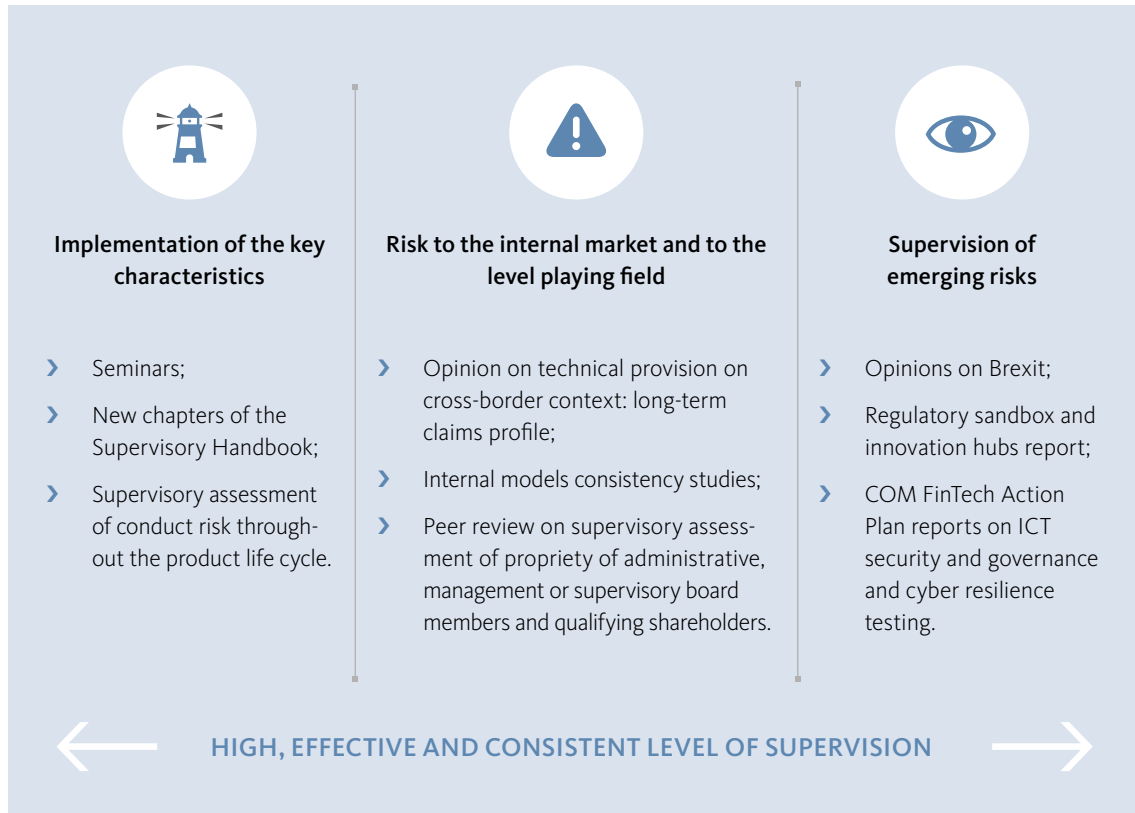 Implementation of the key
characteristics
Seminars;
New chapters of the
Supervisory Handbook;
Supervisory assessment
of conduct risk through-
out the product life cycle.
Risk to the internal market and to the
level playing field
Opinion on technical provision on
cross-border context: long-term
claims profile;
Internal models consistency studies;
Peer review on supervisory assess-
ment of propriety of administrative,
management or supervisory board
members and qualifying shareholders.
Supervision of
emerging risks
Opinions on Brexit;
Regulatory sandbox and
innovation hubs report;
COM FinTech Action
Plan reports on ICT
security and governance
and cyber resilience
testing.
HIGH, EFFECTIVE AND CONSISTENT LEVEL OF SUPERVISION